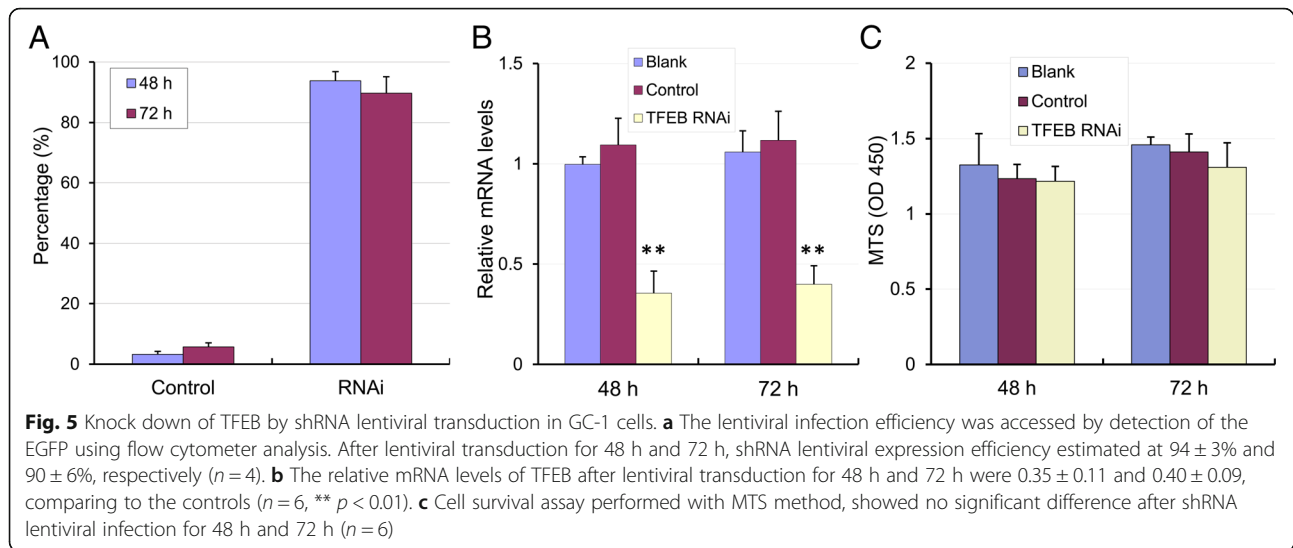 A
B
C
100
80
60
40
20
0
Percentage (%)
48 h
72 h
Control
RNAi
1.5
1
0.5
0
Relative mRNA levels
Blank
Control
TFEB RNAi
**
**
48 h
72 h
2
1.5
1
1.5
0
MTS (OD 450)
Blank
Control
TFEB RNAi
48 h
72 h
Fig. 5 Knock down of TFEB by shRNA lentiviral transduction in GC-1 cells. a The lentiviral infection efficiency was accessed by detection of the
EGFP using flow cytometer analysis. After lentiviral transduction for 48 h and 72 h, shRNA lentiviral expression efficiency estimated at 94 ± 3% and
90 ± 6%, respectively (n = 4). b The relative mRNA levels of TFEB after lentiviral transduction for 48 h and 72 h were 0.35 ± 0.11 and 0.40 ± 0.09,
comparing to the controls (n = 6, ** p < 0.01). c Cell survival assay performed with MTS method, showed no significant difference after shRNA
lentiviral infection for 48 h and 72 h (n = 6)